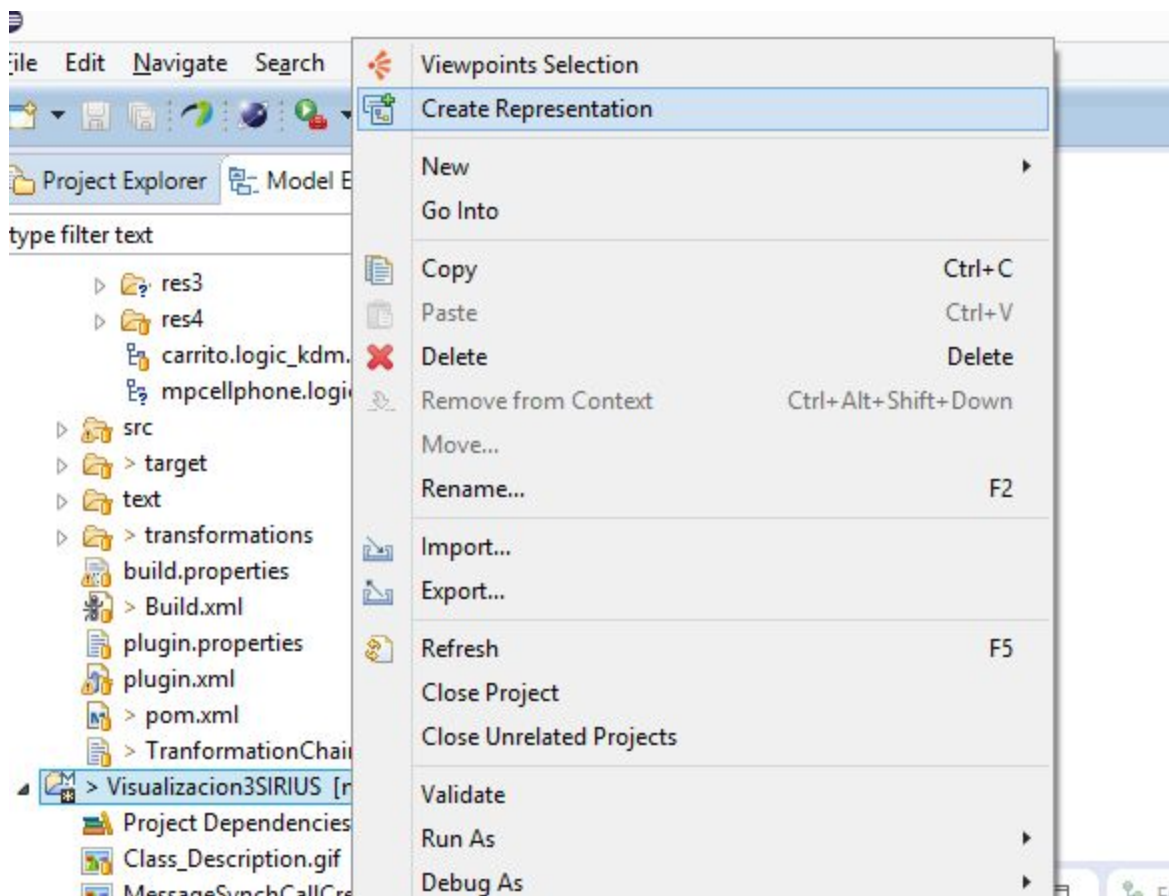 File Edit Navigate Search
Project Explorer Model E
type filter text
res3
res4
carrito.logic_kdm.
mpcellphone.logi
src
> target
text
> transformations
build.properties
> Build.xml
plugin.properties
plugin.xml
> pom.xml
> TranformationChai
> Visualizacion3SIRIUS [r
Project Dependencies
Class_Description.gif
MessageSynchCallCre
Viewpoints Selection
Create Representation
New
Go Into
Copy Ctrl+C
Paste Ctrl+V
Delete Delete
Remove from Context Ctrl+Alt+Shift+Down
Move...
Rename... F2
Import...
Export...
Refresh F5
Close Project
Close Unrelated Projects
Validate
Run As
Debug As